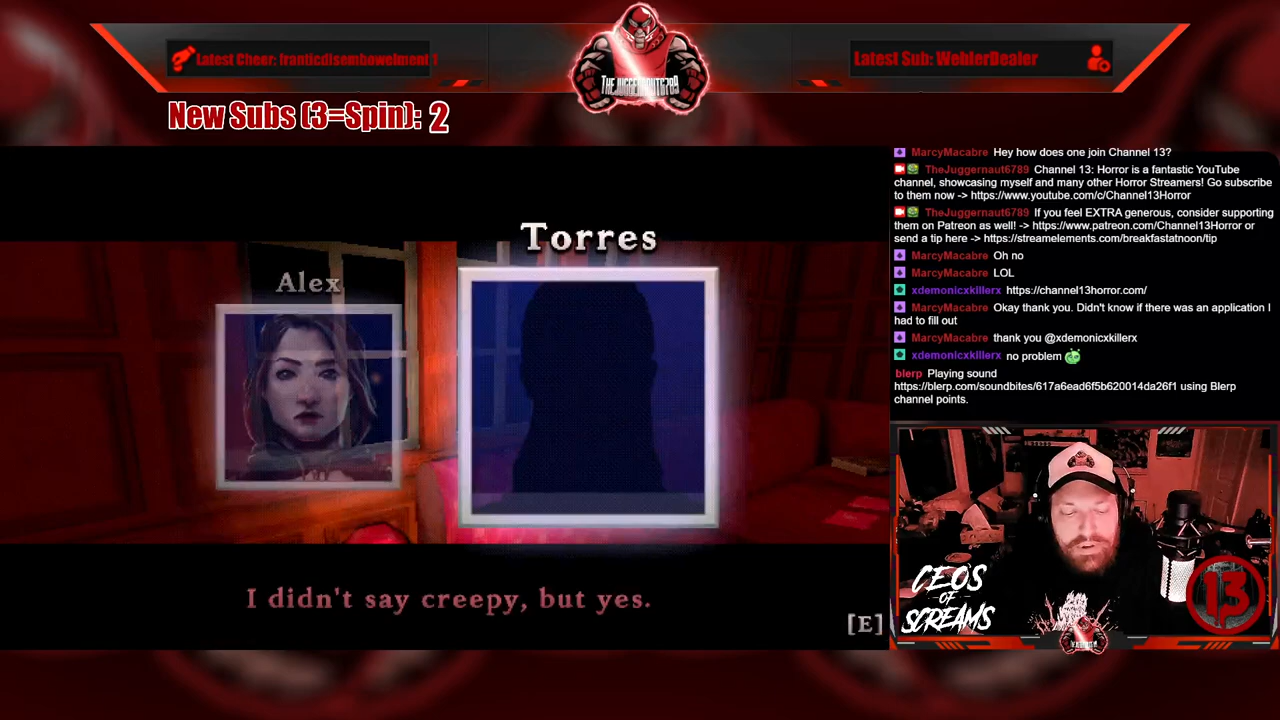 Latest Cheer: franticdisembowelment 1
Latest Sub: WehlerDealer
THEJUGGERNAUT6789
New Subs (3=Spin): 2
Torres
Alex
I didn't say creepy, but yes.
[E]
MarcyMacabre Hey how does one join Channel 13?
TheJuggernaut6789 Channel 13: Horror is a fantastic YouTube
channel, showcasing myself and many other Horror Streamers! Go subscribe
to them now -> https://www.youtube.com/c/Channel13Horror
TheJuggernaut6789 If you feel EXTRA generous, consider supporting
them on Patreon as well! -> https://www.patreon.com/Channel13Horror or
send a tip here -> https://streamelements.com/breakfastatnoon/tip
MarcyMacabre Oh no
MarcyMacabre LOL
xdemonicxkillerx https://channel13horror.com/
MarcyMacabre Okay thank you. Didn't know if there was an application I
had to fill out
MarcyMacabre thank you @xdemonicxkillerx
xdemonicxkillerx no problem
blerp Playing sound
https://blerp.com/soundbites/617a6ead6f5b620014da26f1 using Blerp
channel points.
CEOS
OF
SCREAMS
13